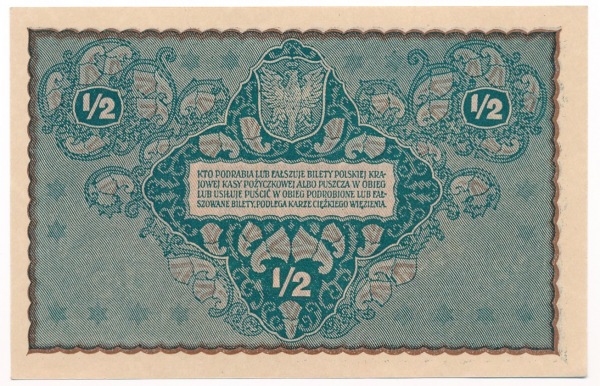 1/2
1/2
KTO PODRABIA LUB FAŁSZUJE BILETY POLSKIEJ KRA-
JOWEJ KASY POŻYCZKOWEJ ALBO PUSZCZA W OBIEG
LUB USIŁUJE PUŚCIĆ W OBIEG PODROBIONE LUB FAŁ-
SZOWANE BILETY, PODLEGA KARZE CIĘŻKIEGO WIĘZIENIA.
1/2